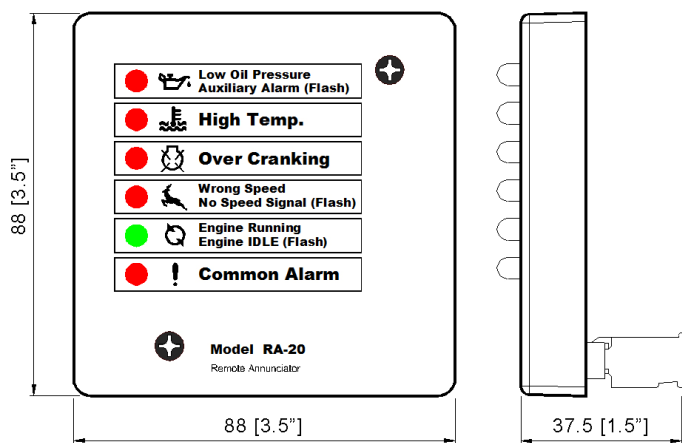 Low Oil Pressure
Auxiliary Alarm (Flash)
High Temp.
Over Cranking
Wrong Speed
No Speed Signal (Flash)
Engine Running
Engine IDLE (Flash)
Common Alarm
Model RA-20
Remote Annunciator
88 [3.5”]
88 [3.5”]
37.5 [1.5”]